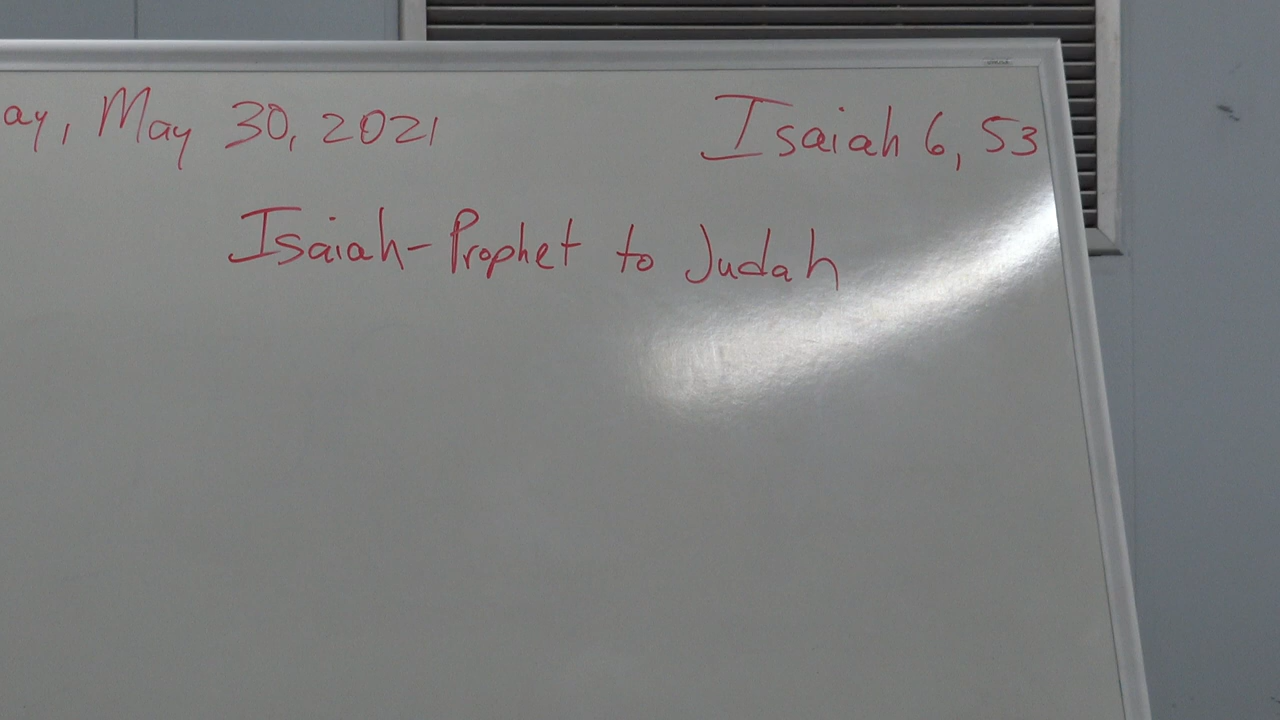 ay, May 30, 2021 Isaiah 6, 53
Isaiah- Prophet to Judah